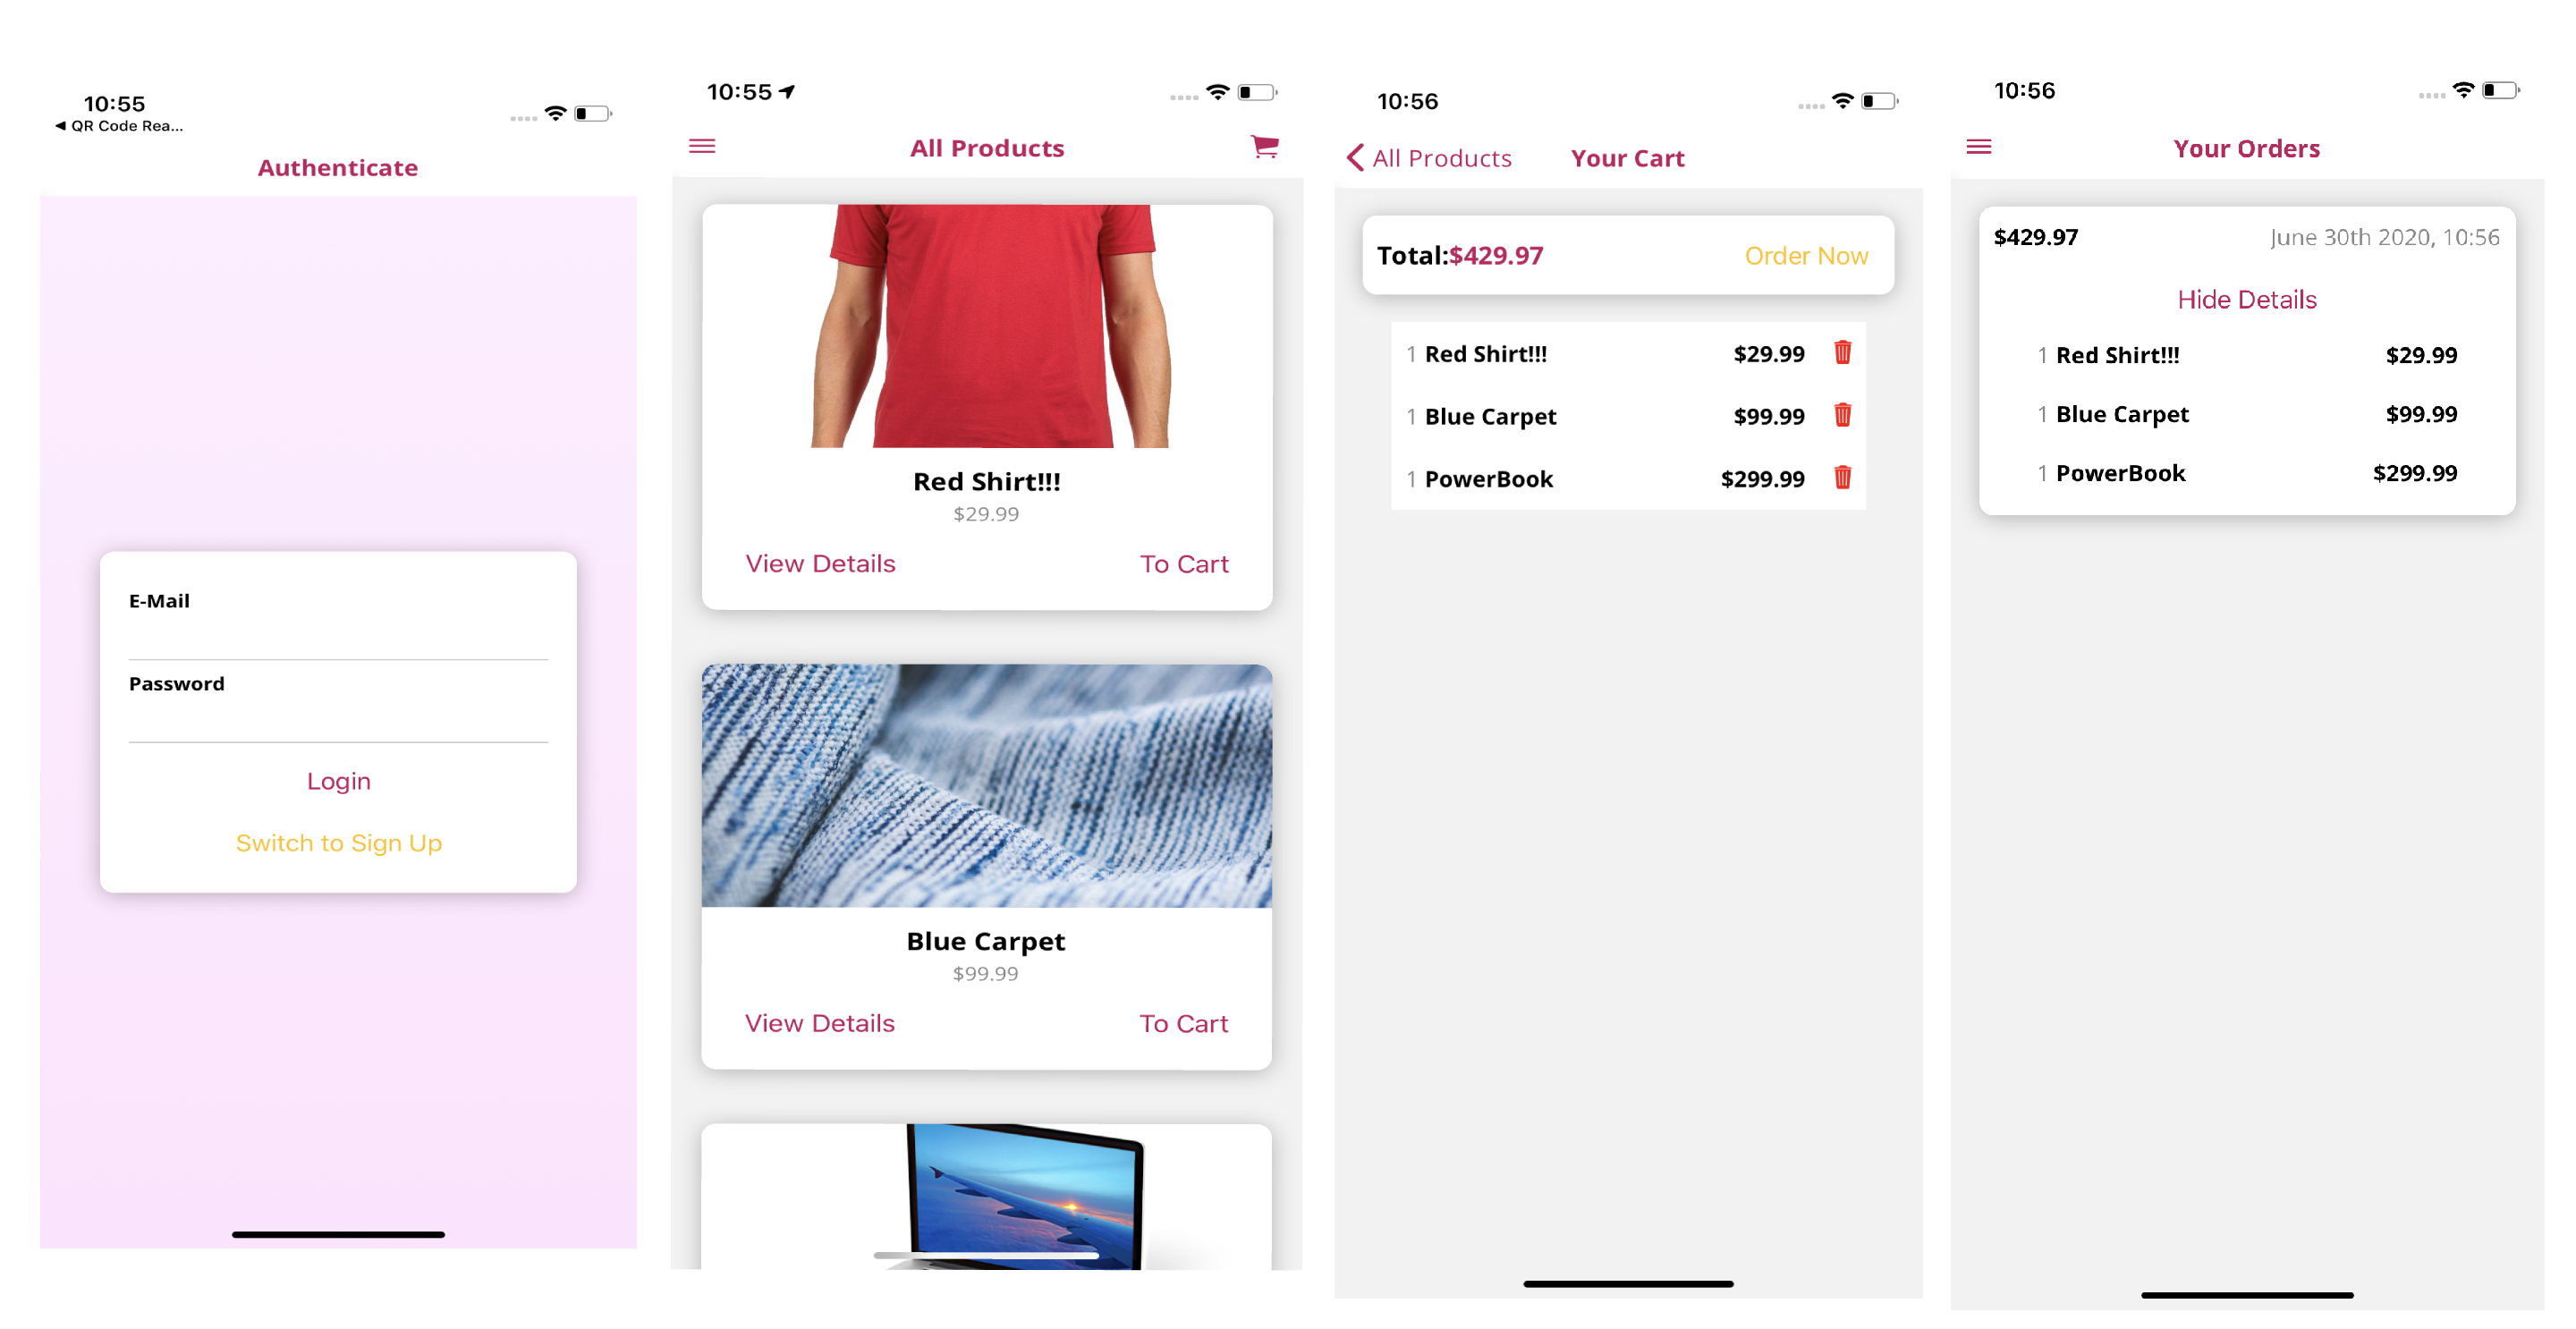 10:55
◀ QR Code Rea...
Authenticate
E-Mail
Password
Login
Switch to Sign Up
10:55
All Products
Red Shirt!!!
$29.99
View Details To Cart
Blue Carpet
$99.99
View Details To Cart
10:56
All Products Your Cart
Total:$429.97 Order Now
1 Red Shirt!!! $29.99
1 Blue Carpet $99.99
1 PowerBook $299.99
10:56
Your Orders
$429.97 June 30th 2020, 10:56
Hide Details
1 Red Shirt!!! $29.99
1 Blue Carpet $99.99
1 PowerBook $299.99